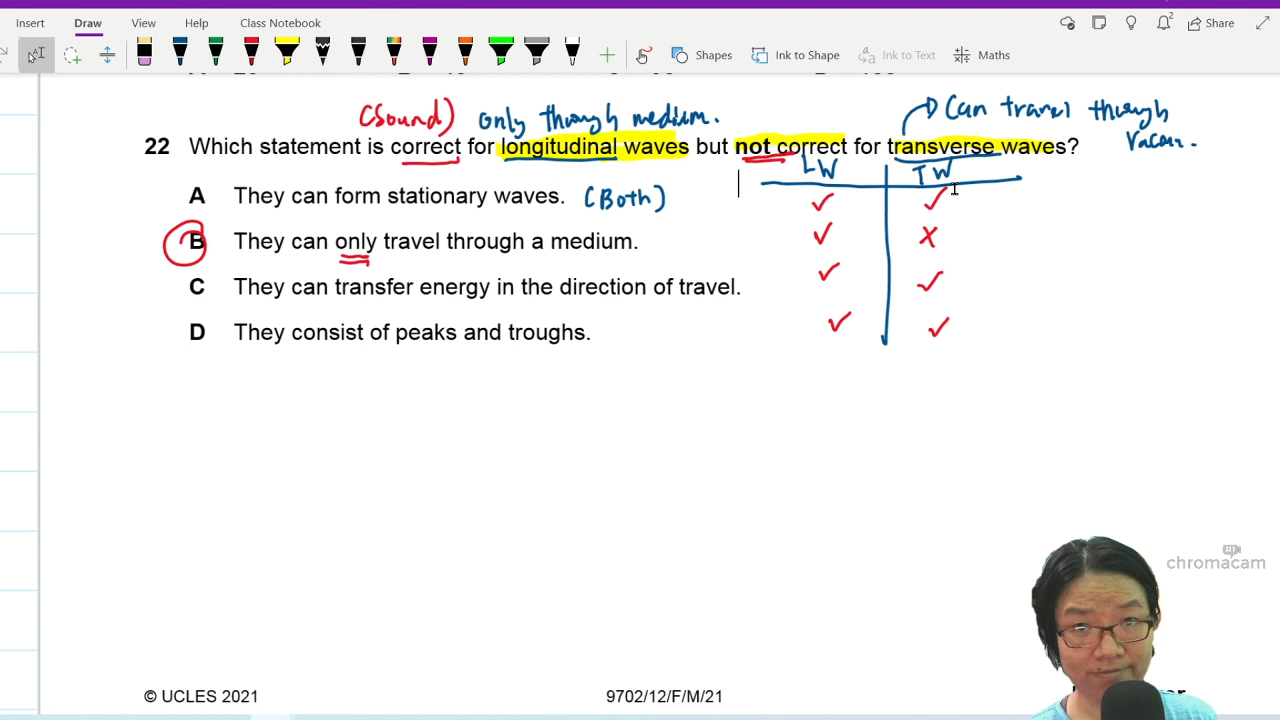 Insert Draw View Help Class Notebook Share
Shapes Ink to Shape Ink to Text Maths
(Sound) only though medium. Can travel though
22 Which statement is correct for longitudinal waves but not correct for transverse waves?
LW TW
A They can form stationary waves. (Both)
B They can only travel through a medium.
C They can transfer energy in the direction of travel.
D They consist of peaks and troughs.
chromacam
© UCLES 2021 9702/12/F/M/21